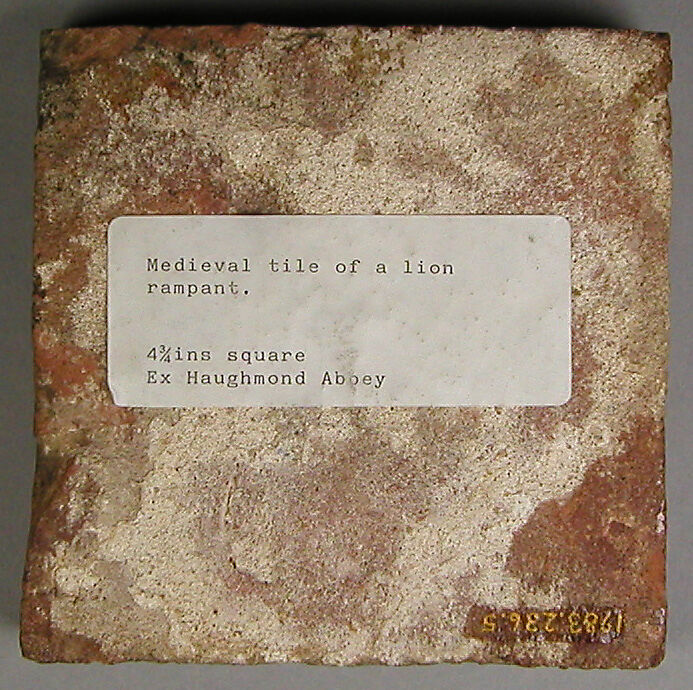 Medieval tile of a lion
rampant.
4¾ins square
Ex Haughmond Abbey
1983.236.5